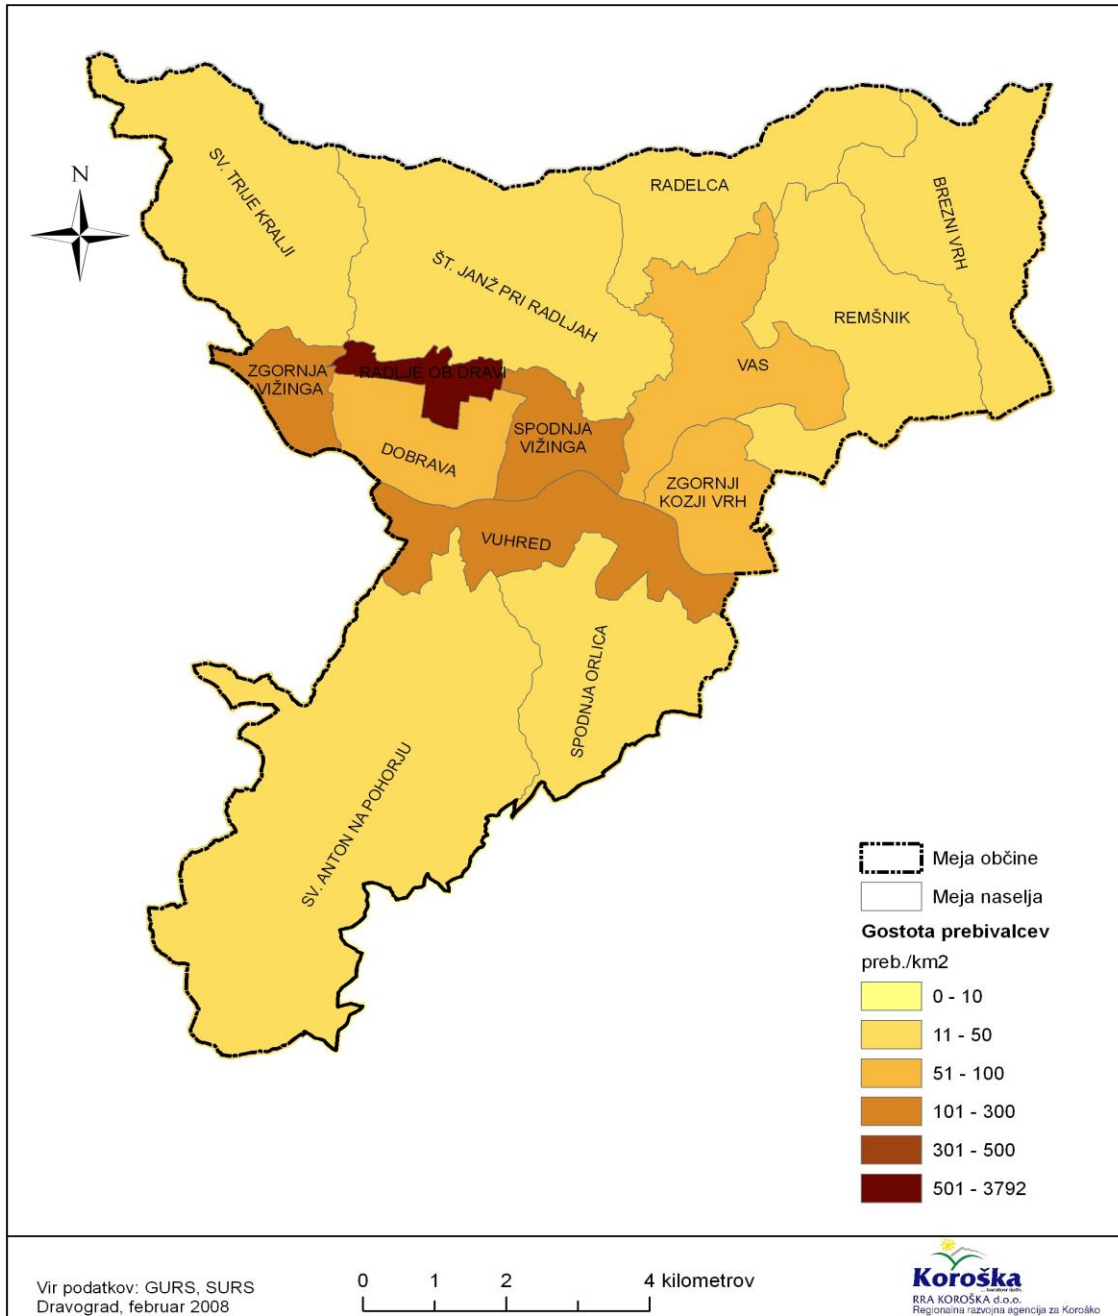 N
SV. TRIJE KRALJI
ŠT. JANŽ PRI RADLJAH
RADELCA
BREZNI VRH
REMŠNIK
VAS
ZGORNJA
VIŽINGA
RADLJE OB DRAVI
SPODNJA
VIŽINGA
DOBRAVA
ZGORNJI
KOZJI VRH
VUHRED
SPODNJA ORLICA
SV. ANTON NA POHORJU
Meja občine
Meja naselja
Gostota prebivalcev
preb./km2
0 - 10
11 - 50
51 - 100
101 - 300
301 - 500
501 - 3792
Vir podatkov: GURS, SURS
Dravograd, februar 2008
0 1 2 4 kilometrov
Koroška
RRA KOROŠKA d.o.o.
Regionalna razvojna agencija za Koroško